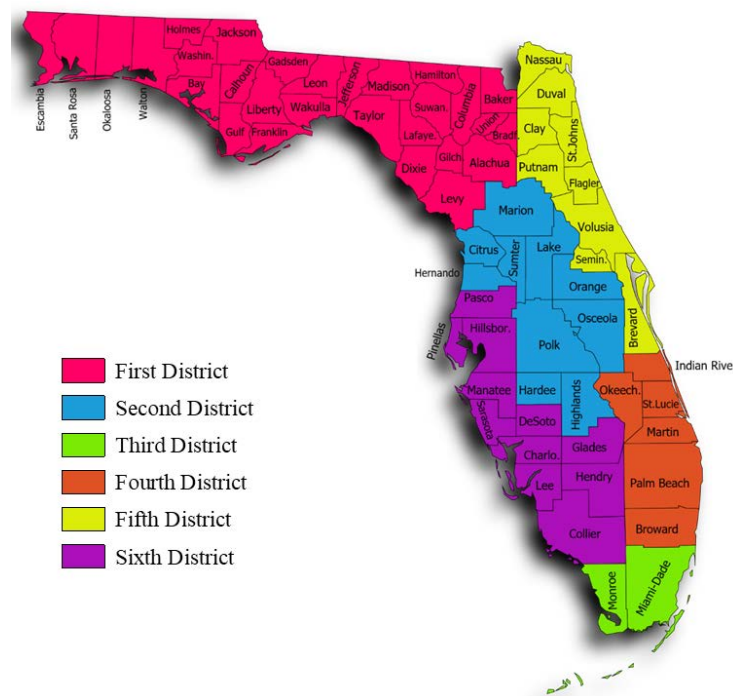 Holmes
Jackson
Washin.
Bay
Calhoun
Gadsden
Leon
Liberty
Wakulla
Gulf
Franklin
Jefferson
Madison
Hamilton
Suwan.
Columbia
Baker
Union
Bradf.
Taylor
Lafaye.
Alachua
Gilch.
Dixie
Levy
Escambia
Santa Rosa
Okaloosa
Walton
Nassau
Duval
Clay
St.Johns
Putnam
Flagler
Marion
Volusia
Citrus
Sumter
Lake
Semin.
Hernando
Orange
Pasco
Osceola
Brevard
Pinellas
Hillsbor.
Polk
Indian Rive
Manatee
Hardee
Highlands
Okeech.
St.Lucie
Sarasota
DeSoto
Martin
Charlo.
Glades
Lee
Hendry
Palm Beach
Collier
Broward
Monroe
Miami-Dade
First District
Second District
Third District
Fourth District
Fifth District
Sixth District